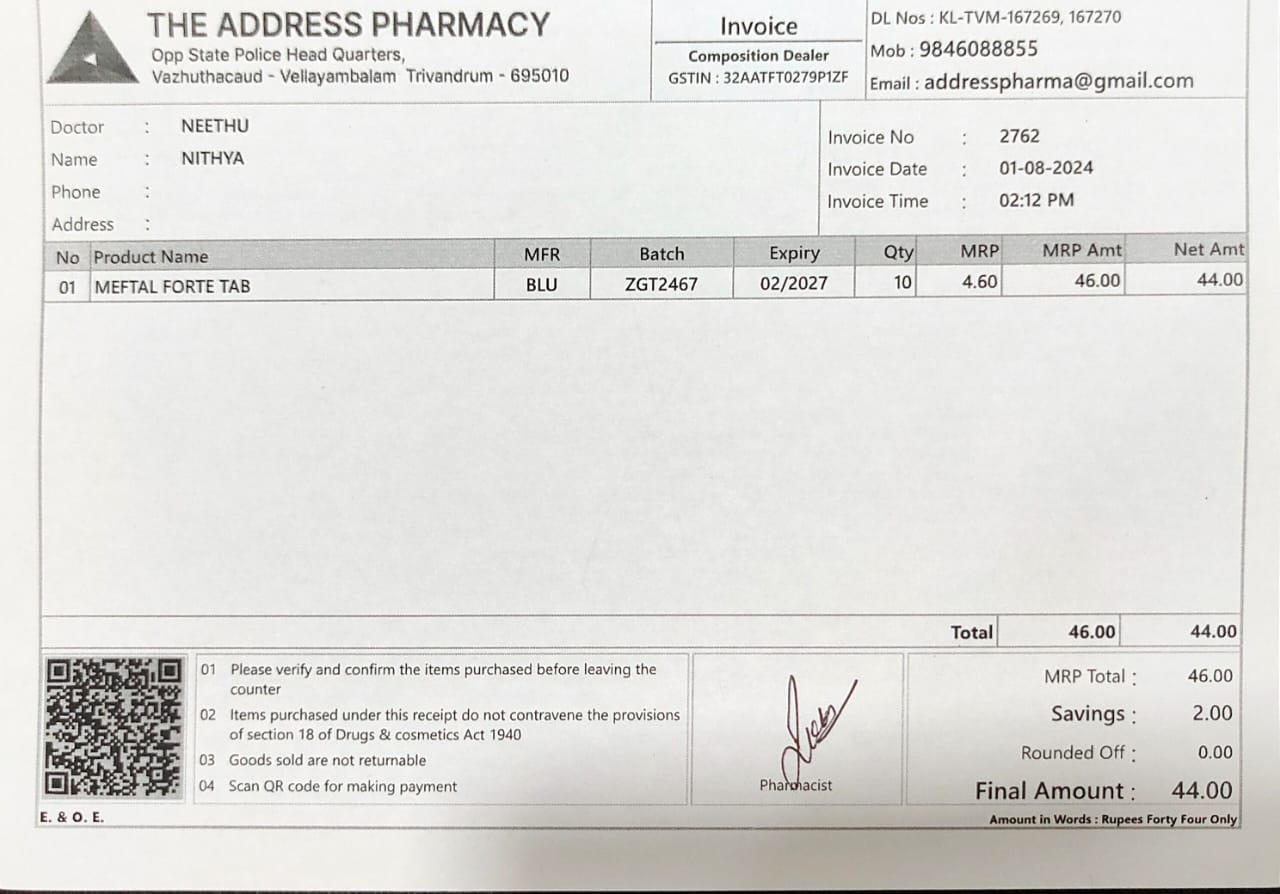 THE ADDRESS PHARMACY
Opp State Police Head Quarters,
Vazhuthacaud - Vellayambalam Trivandrum - 695010
Invoice
Composition Dealer
GSTIN : 32AATFT0279P1ZF
DL Nos : KL-TVM-167269, 167270
Mob : 9846088855
Email : addresspharma@gmail.com
Doctor : NEETHU
Name : NITHYA
Phone :
Address :
Invoice No : 2762
Invoice Date : 01-08-2024
Invoice Time : 02:12 PM
No Product Name MFR Batch Expiry Qty MRP MRP Amt Net Amt
01 MEFTAL FORTE TAB BLU ZGT2467 02/2027 10 4.60 46.00 44.00
Total 46.00 44.00
01 Please verify and confirm the items purchased before leaving the
counter
02 Items purchased under this receipt do not contravene the provisions
of section 18 of Drugs & cosmetics Act 1940
03 Goods sold are not returnable
04 Scan QR code for making payment
Pharmacist
MRP Total : 46.00
Savings : 2.00
Rounded Off : 0.00
Final Amount : 44.00
E. & O. E.
Amount in Words : Rupees Forty Four Only